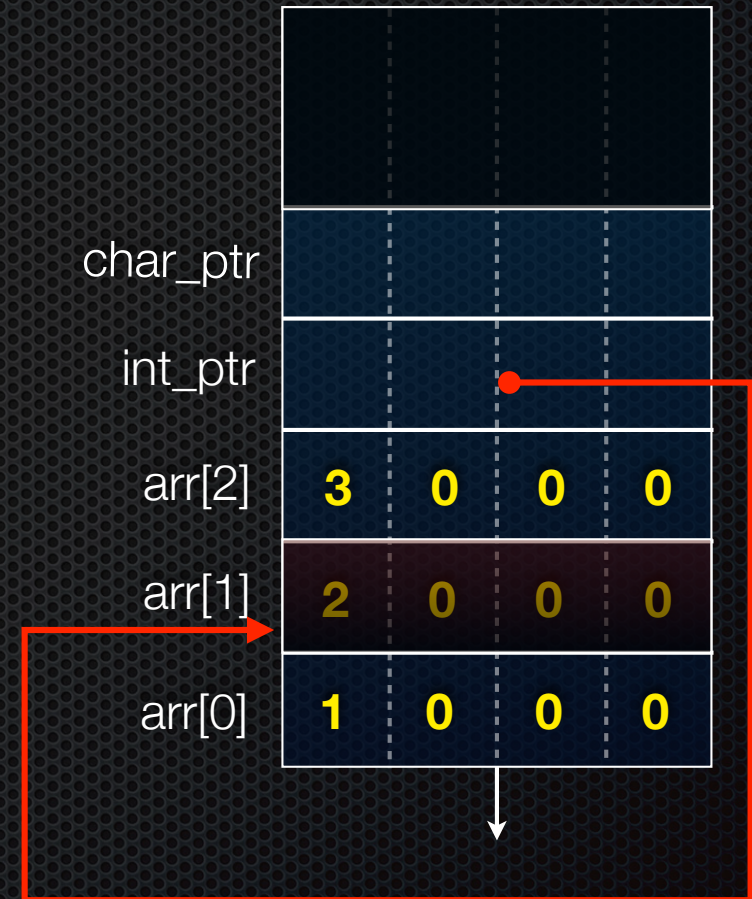 char_ptr
int_ptr
arr[2] 3 0 0 0
arr[1] 2 0 0 0
arr[0] 1 0 0 0